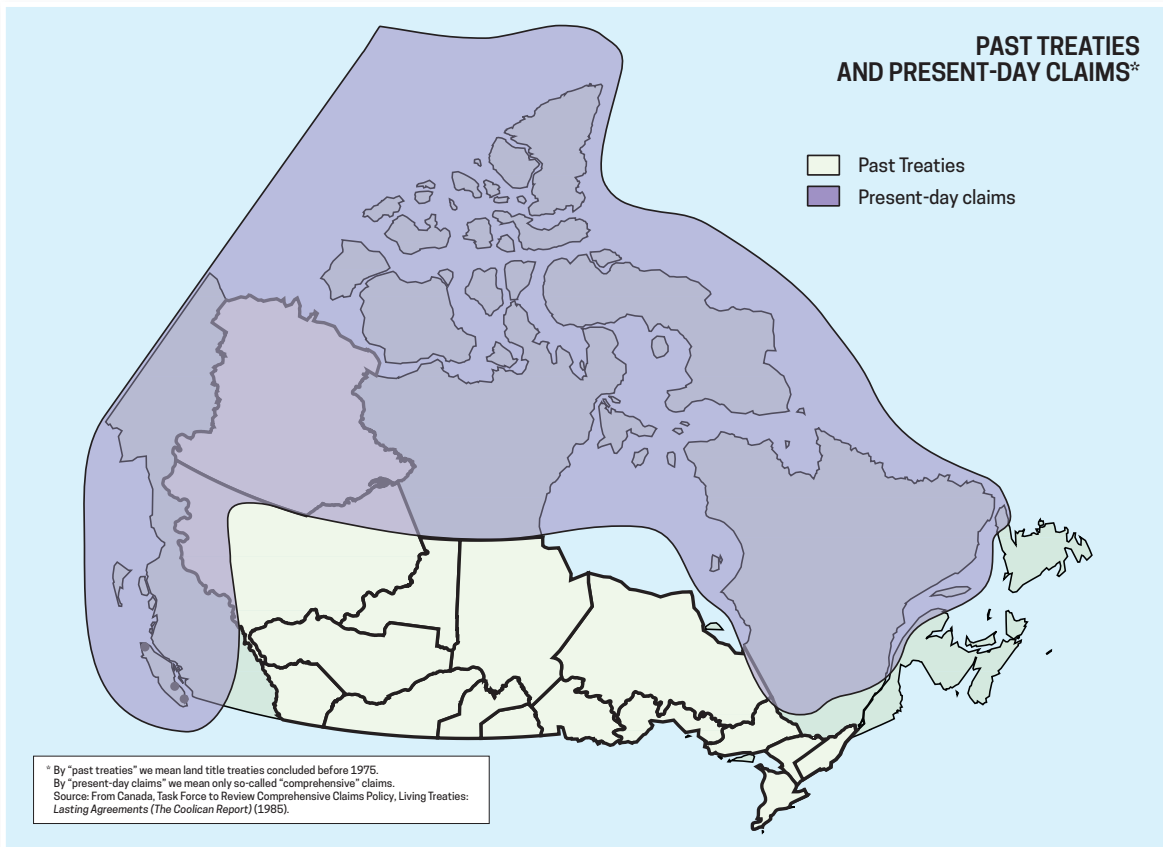 PAST TREATIES
AND PRESENT-DAY CLAIMS*
Past Treaties
Present-day claims
* By “past treaties” we mean land title treaties concluded before 1975.
By “present-day claims” we mean only so-called “comprehensive” claims.
Source: From Canada, Task Force to Review Comprehensive Claims Policy, Living Treaties:
Lasting Agreements (The Coolican Report) (1985).